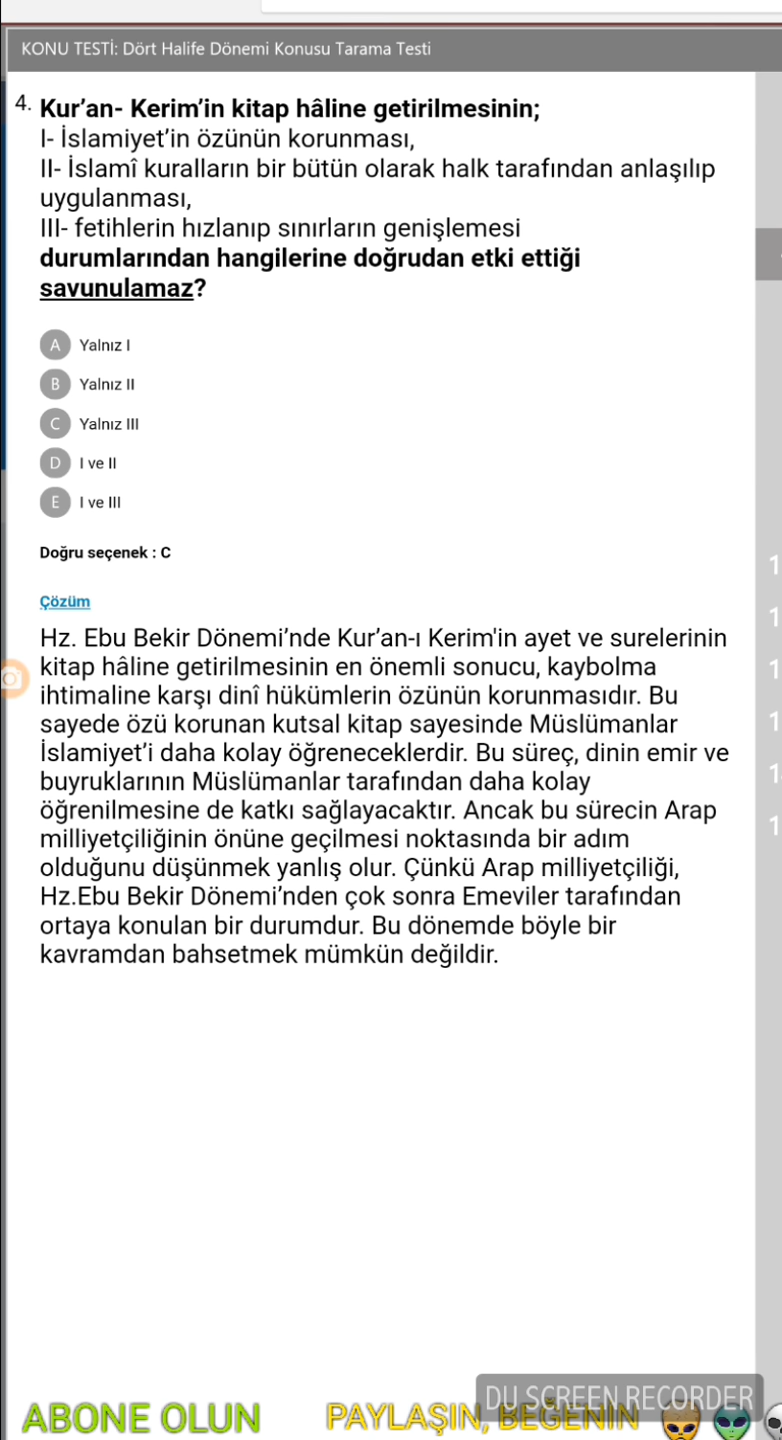 KONU TESTİ: Dört Halife Dönemi Konusu Tarama Testi
4. Kur’an- Kerim’in kitap hâline getirilmesinin;
I- İslamiyet’in özünün korunması,
II- İslamî kuralların bir bütün olarak halk tarafından anlaşılıp
uygulanması,
III- fetihlerin hızlanıp sınırların genişlemesi
durumlarından hangilerine doğrudan etki ettiği
savunulamaz?
A Yalnız I
B Yalnız II
C Yalnız III
D I ve II
E I ve III
Doğru seçenek : C
Çözüm
Hz. Ebu Bekir Dönemi’nde Kur’an-ı Kerim'in ayet ve surelerinin
kitap hâline getirilmesinin en önemli sonucu, kaybolma
ihtimaline karşı dinî hükümlerin özünün korunmasıdır. Bu
sayede özü korunan kutsal kitap sayesinde Müslümanlar
İslamiyet’i daha kolay öğreneceklerdir. Bu süreç, dinin emir ve
buyruklarının Müslümanlar tarafından daha kolay
öğrenilmesine de katkı sağlayacaktır. Ancak bu sürecin Arap
milliyetçiliğinin önüne geçilmesi noktasında bir adım
olduğunu düşünmek yanlış olur. Çünkü Arap milliyetçiliği,
Hz.Ebu Bekir Dönemi’nden çok sonra Emeviler tarafından
ortaya konulan bir durumdur. Bu dönemde böyle bir
kavramdan bahsetmek mümkün değildir.
1
1
1
1
1
1
DU SCREEN RECORDER
ABONE OLUN PAYLAŞIN, BEĞENİN